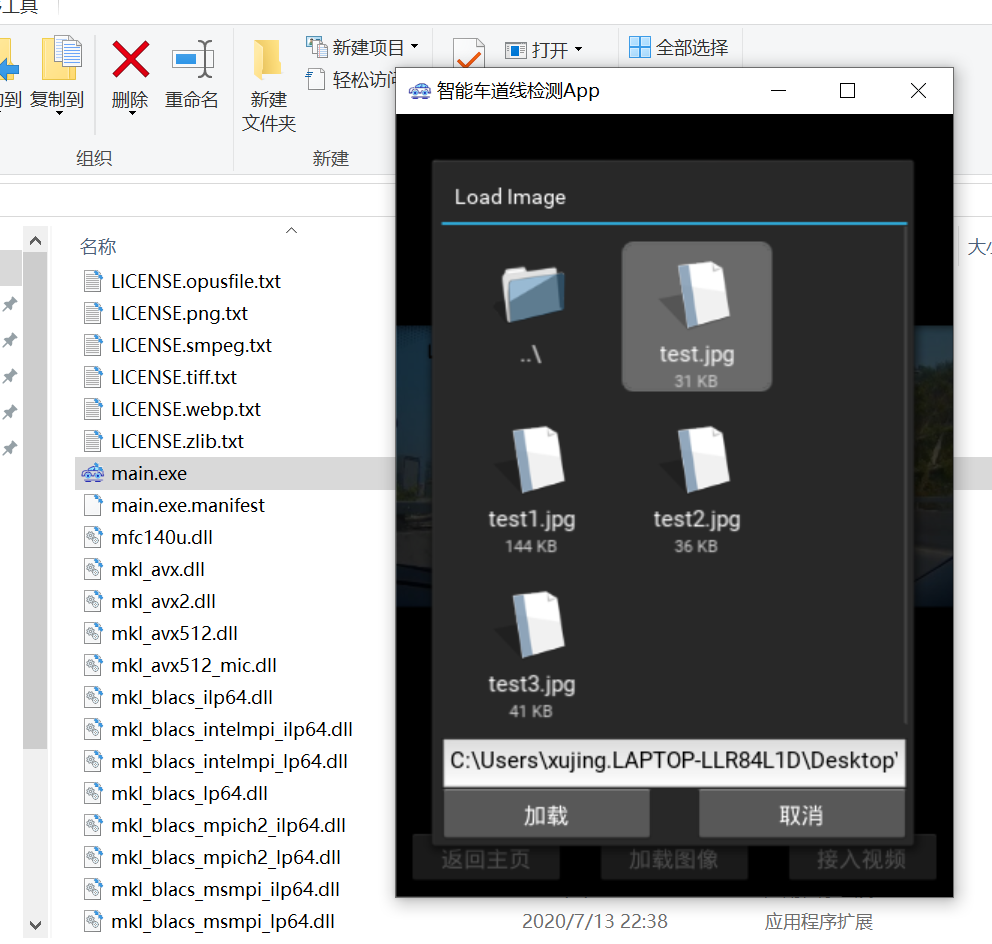 工具
到
复制到
删除
重命名
新建
文件夹
新建项目
轻松访问
打开
全部选择
组织
新建
名称
大小
LICENSE.opusfile.txt
LICENSE.png.txt
LICENSE.smpeg.txt
LICENSE.tiff.txt
LICENSE.webp.txt
LICENSE.zlib.txt
main.exe
main.exe.manifest
mfc140u.dll
mkl_avx.dll
mkl_avx2.dll
mkl_avx512.dll
mkl_avx512_mic.dll
mkl_blacs_ilp64.dll
mkl_blacs_intelmpi_ilp64.dll
mkl_blacs_intelmpi_lp64.dll
mkl_blacs_lp64.dll
mkl_blacs_mpich2_ilp64.dll
mkl_blacs_mpich2_lp64.dll
mkl_blacs_msmpi_ilp64.dll
mkl_blacs_msmpi_lp64.dll
2020/7/13 22:38
应用程序扩展
智能车道线检测App
Load Image
..\
test.jpg
31 KB
test1.jpg
144 KB
test2.jpg
36 KB
test3.jpg
41 KB
C:\Users\xujing.LAPTOP-LLR84L1D\Desktop\
加载
取消
返回主页
加载图像
接入视频